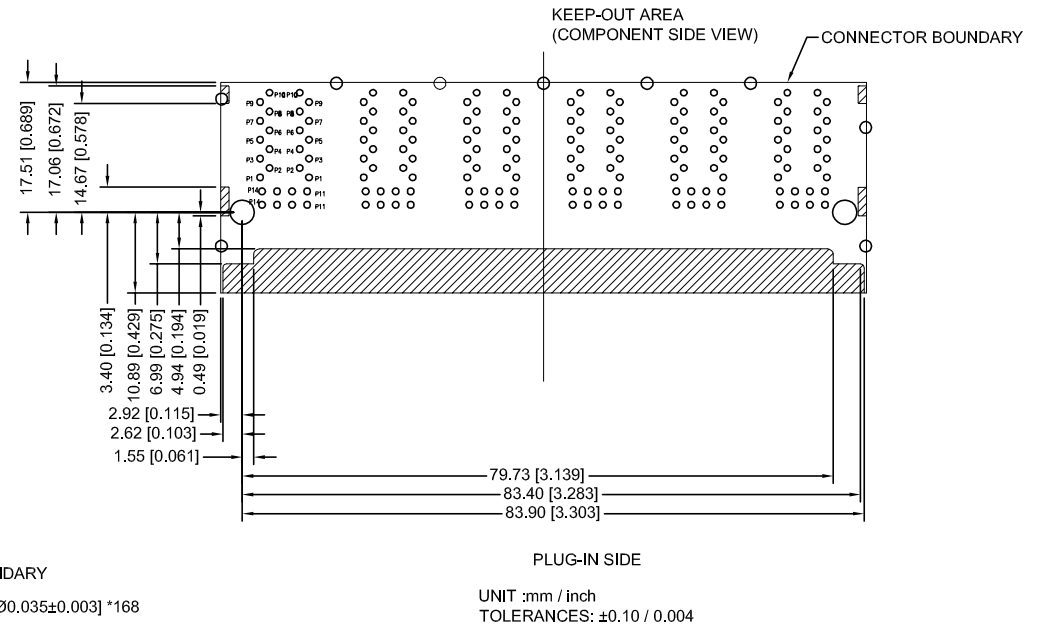 KEEP-OUT AREA
(COMPONENT SIDE VIEW)
CONNECTOR BOUNDARY
17.51 [0.689]
17.06 [0.672]
14.67 [0.578]
P10 P10
P9 P9
P8 P8
P7 P7
P6 P6
P5 P5
P4 P4
P3 P3
P2 P2
P1 P1
P14 P11
P14 P11
3.40 [0.134]
10.89 [0.429]
6.99 [0.275]
4.94 [0.194]
0.49 [0.019]
2.92 [0.115]
2.62 [0.103]
1.55 [0.061]
79.73 [3.139]
83.40 [3.283]
83.90 [3.303]
PLUG-IN SIDE
NDARY
Ø0.035±0.003] *168
UNIT :mm / inch
TOLERANCES: ±0.10 / 0.004